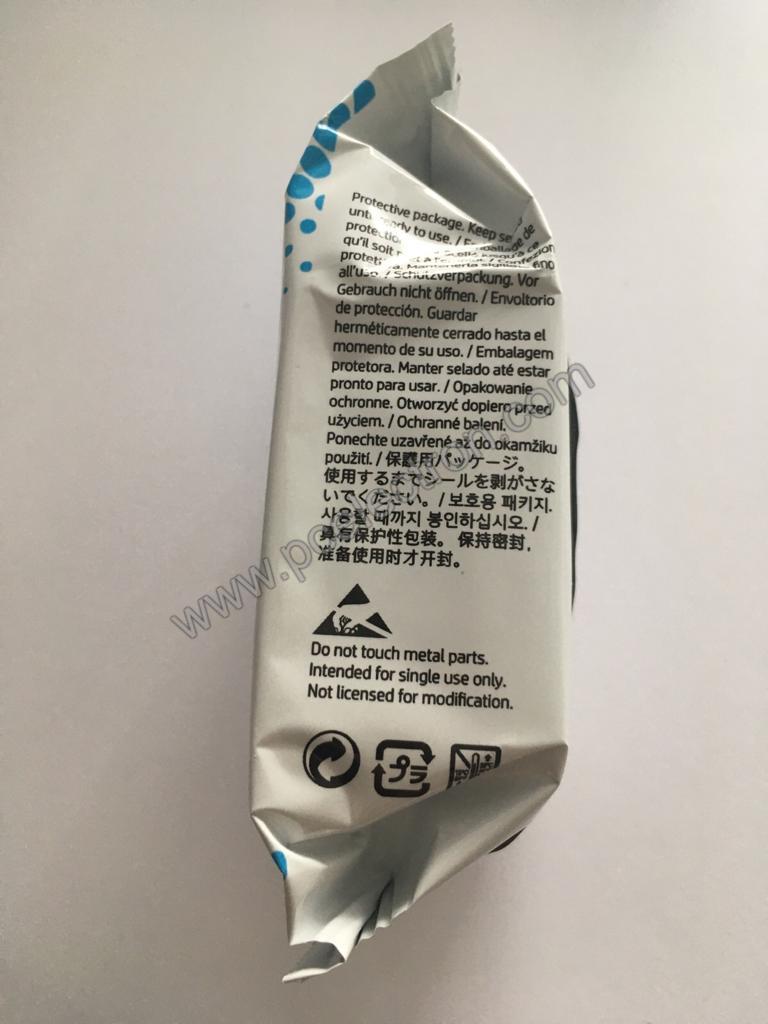 Protective package. Keep
to use. /
protection
qu'il soit
Mantenerla
all'uso. / Schutzverpackung. Vor
Gebrauch nicht öffnen. / Envoltorio
de protección. Guardar
herméticamente cerrado hasta el
momento de su uso. / Embalagem
protetora. Manter selado até estar
pronto para usar. / Opakowanie
ochronne. Otworzyć dopiero przed
użyciem. / Ochranné balení.
Ponechte uzavřené až do okamžiku
použití. / 保護用パッケージ。
使用するまでシールを剥がさな
いでください。/ 보호용 패키지.
사용할 때까지 봉인하십시오. /
具有保护性包装。 保持密封，
准备使用时才开封。
www.pcelectron.com
Do not touch metal parts.
Intended for single use only.
Not licensed for modification.
プラ